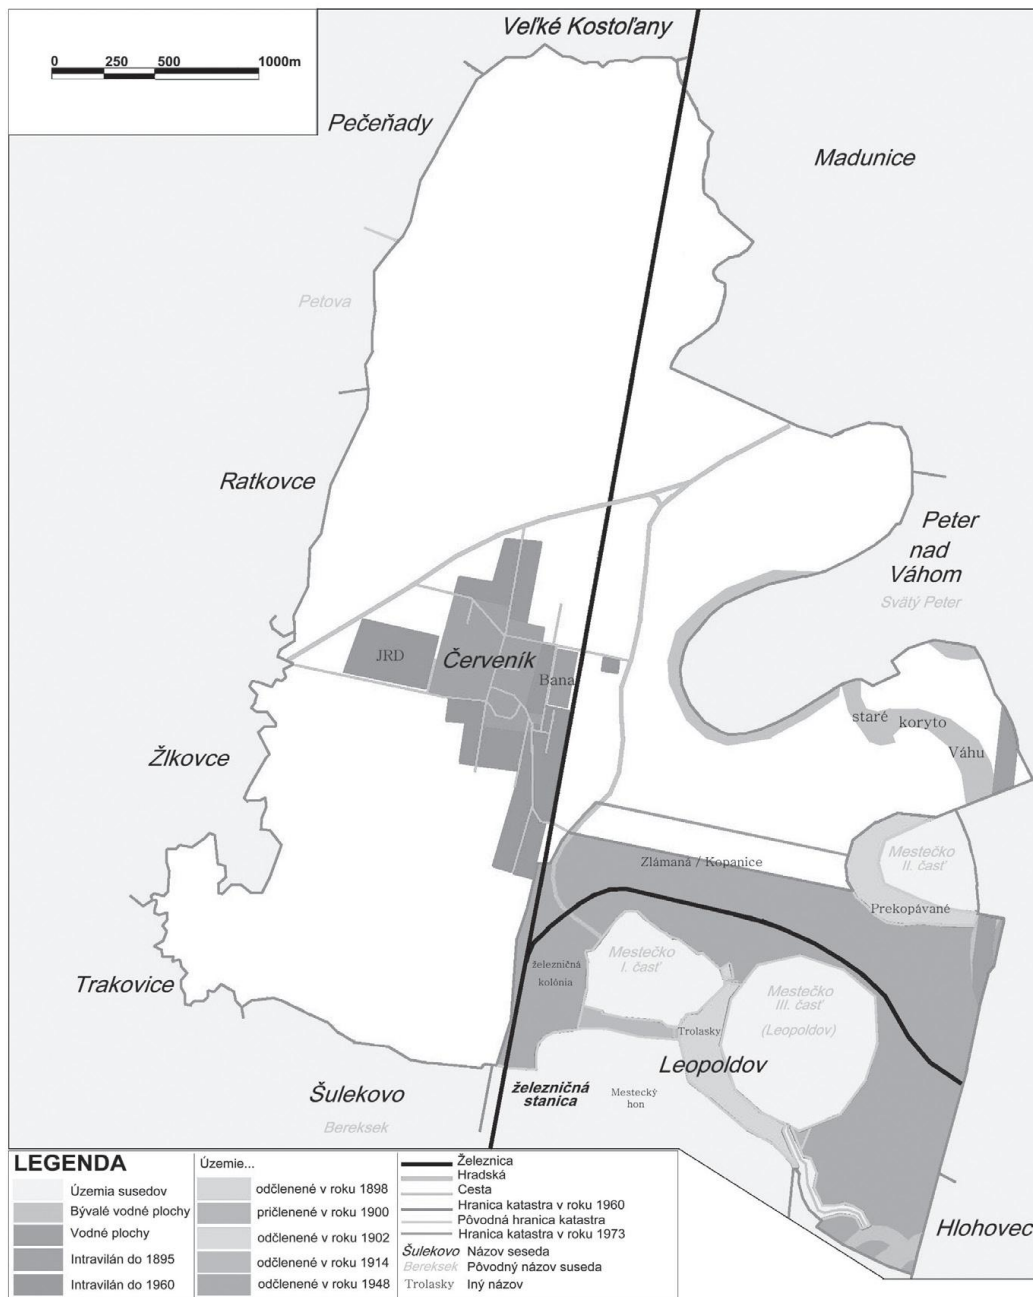 Veľké Kostoľany
0 250 500 1000m
Pečeňady
Madunice
Petova
Ratkovce
Peter
nad
Váhom
Svätý Peter
JRD
Červeník
Bana
staré koryto
Váhu
Žlkovce
Mestečko
II. časť
Zlámaná / Kopanice
Prekopávané
Mestečko
I. časť
železničná
kolónia
Trakovice
Mestečko
III. časť
(Leopoldov)
Trolasky
Leopoldov
Šulekovo
Bereksek
železničná
stanica
Mestecký
hon
Hlohovec
LEGENDA
Územia susedov
Bývalé vodné plochy
Vodné plochy
Intravilán do 1895
Intravilán do 1960
Územie...
odčlenené v roku 1898
pričlenené v roku 1900
odčlenené v roku 1902
odčlenené v roku 1914
odčlenené v roku 1948
Železnica
Hradská
Cesta
Hranica katastra v roku 1960
Pôvodná hranica katastra
Hranica katastra v roku 1973
Šulekovo Názov seseda
Bereksek Pôvodný názov suseda
Trolasky Iný názov